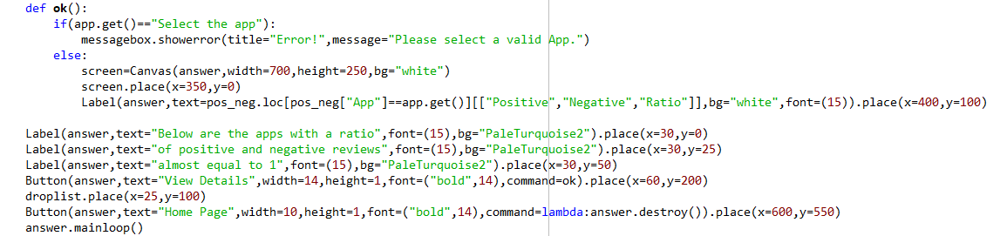 def ok():
if(app.get()=="Select the app"):
messagebox.showerror(title="Error!",message="Please select a valid App.")
else:
screen=Canvas(answer,width=700,height=250,bg="white")
screen.place(x=350,y=0)
Label(answer,text=pos_neg.loc[pos_neg["App"]==app.get()][["Positive","Negative","Ratio"]],bg="white",font=(15)).place(x=400,y=100)
Label(answer,text="Below are the apps with a ratio",font=(15),bg="PaleTurquoise2").place(x=30,y=0)
Label(answer,text="of positive and negative reviews",font=(15),bg="PaleTurquoise2").place(x=30,y=25)
Label(answer,text="almost equal to 1",font=(15),bg="PaleTurquoise2").place(x=30,y=50)
Button(answer,text="View Details",width=14,height=1,font=("bold",14),command=ok).place(x=60,y=200)
droplist.place(x=25,y=100)
Button(answer,text="Home Page",width=10,height=1,font=("bold",14),command=lambda:answer.destroy()).place(x=600,y=550)
answer.mainloop()